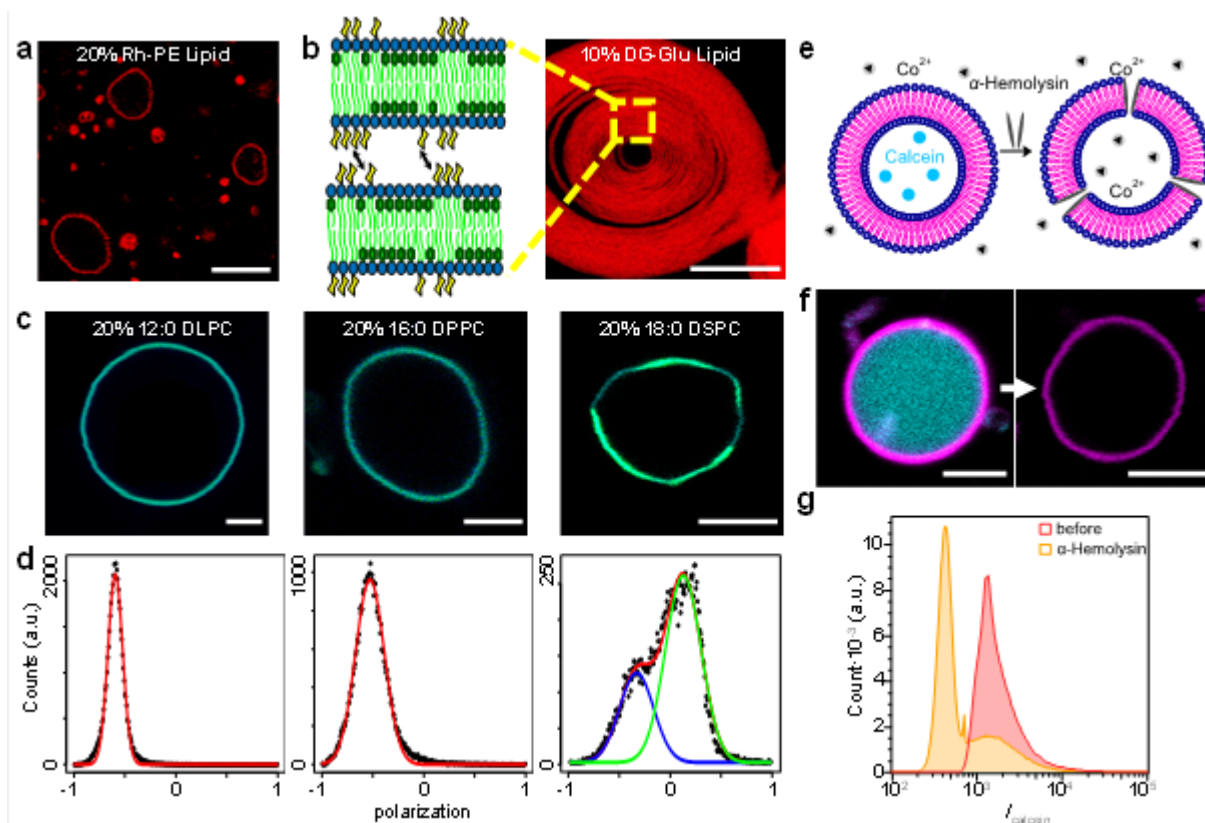 a
20% Rh-PE Lipid
b
10% DG-Glu Lipid
e
Co2+
α-Hemolysin
Co2+
Calcein
Co2+
c
20% 12:0 DLPC
20% 16:0 DPPC
20% 18:0 DSPC
f
d
Counts (a.u.)
2000
0
-1
0
1
1000
0
-1
0
1
polarization
250
0
-1
0
1
g
before
α-Hemolysin
Count·10-3 (a.u.)
10
8
6
4
2
0
102
103
104
105
Icalcein